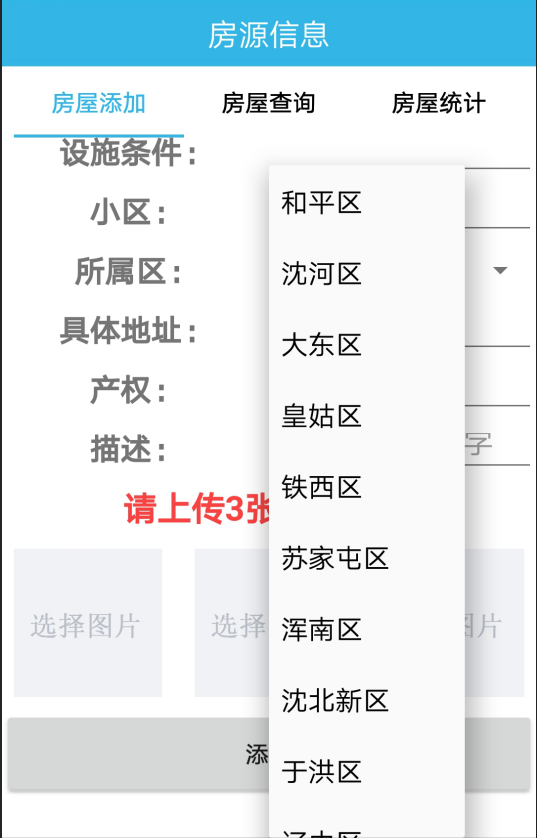 房源信息
房屋添加 房屋查询 房屋统计
设施条件：
小区：
所属区：
具体地址：
产权：
描述：
字
请上传3张
选择图片 选择 图片
添
和平区
沈河区
大东区
皇姑区
铁西区
苏家屯区
浑南区
沈北新区
于洪区